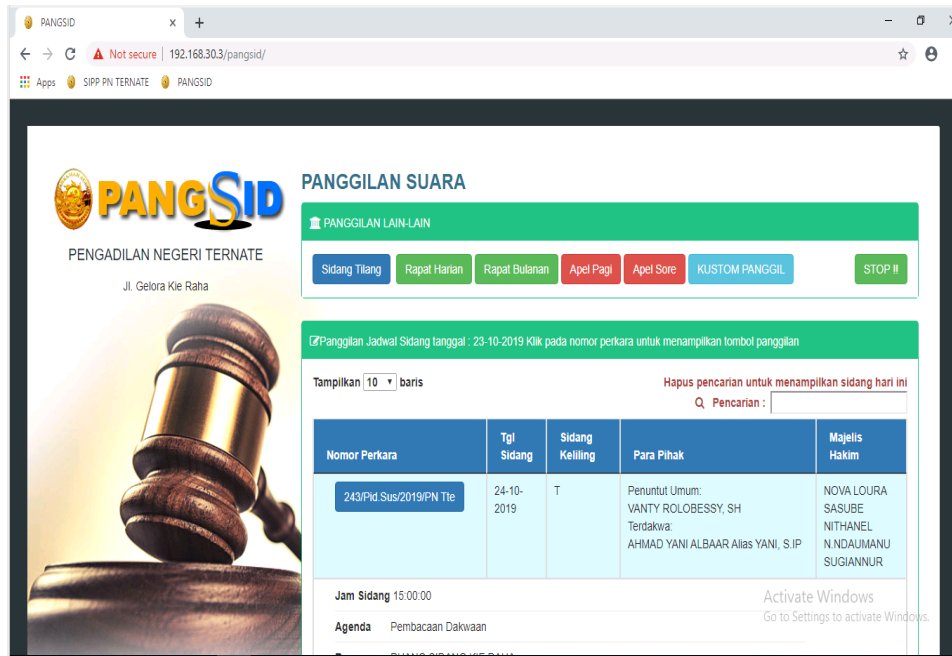 PANGSID
Not secure | 192.168.30.3/pangsid/
Apps SIPP PN TERNATE PANGSID
PANGSID
PENGADILAN NEGERI TERNATE
Jl. Gelora Kie Raha
PANGGILAN SUARA
PANGGILAN LAIN-LAIN
Sidang Tilang Rapat Harian Rapat Bulanan Apel Pagi Apel Sore KUSTOM PANGGIL STOP !!
Panggilan Jadwal Sidang tanggal : 23-10-2019 Klik pada nomor perkara untuk menampilkan tombol panggilan
Tampilkan 10 baris
Hapus pencarian untuk menampilkan sidang hari ini
Pencarian :
Nomor Perkara Tgl Sidang Sidang Keliling Para Pihak Majelis Hakim
243/Pid.Sus/2019/PN Tte
24-10-
2019
T
Penuntut Umum:
VANTY ROLOBESSY, SH
Terdakwa:
AHMAD YANI ALBAAR Alias YANI, S.IP
NOVA LOURA
SASUBE
NITHANEL
N.NDAUMANU
SUGIANNUR
Jam Sidang 15:00:00
Agenda Pembacaan Dakwaan
Activate Windows
Go to Settings to activate Windows.